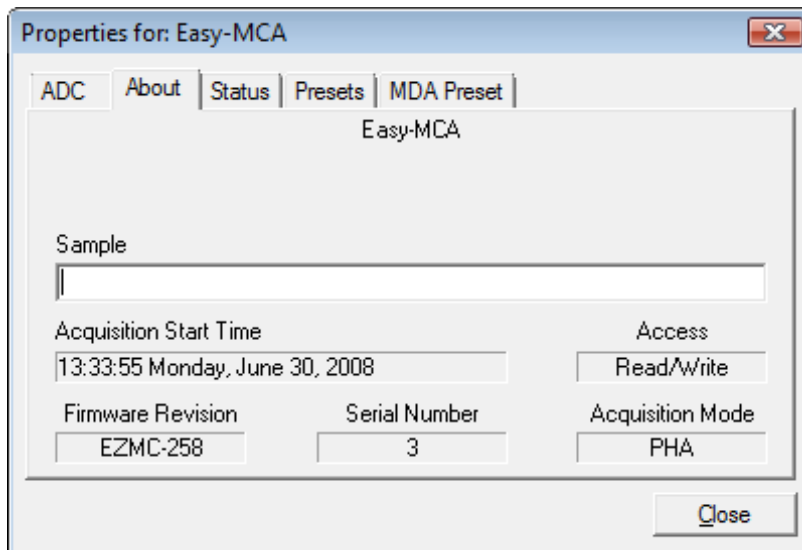 Properties for: Easy-MCA
ADC About Status Presets MDA Preset
Easy-MCA
Sample
Acquisition Start Time Access
13:33:55 Monday, June 30, 2008 Read/Write
Firmware Revision Serial Number Acquisition Mode
EZMC-258 3 PHA
Close